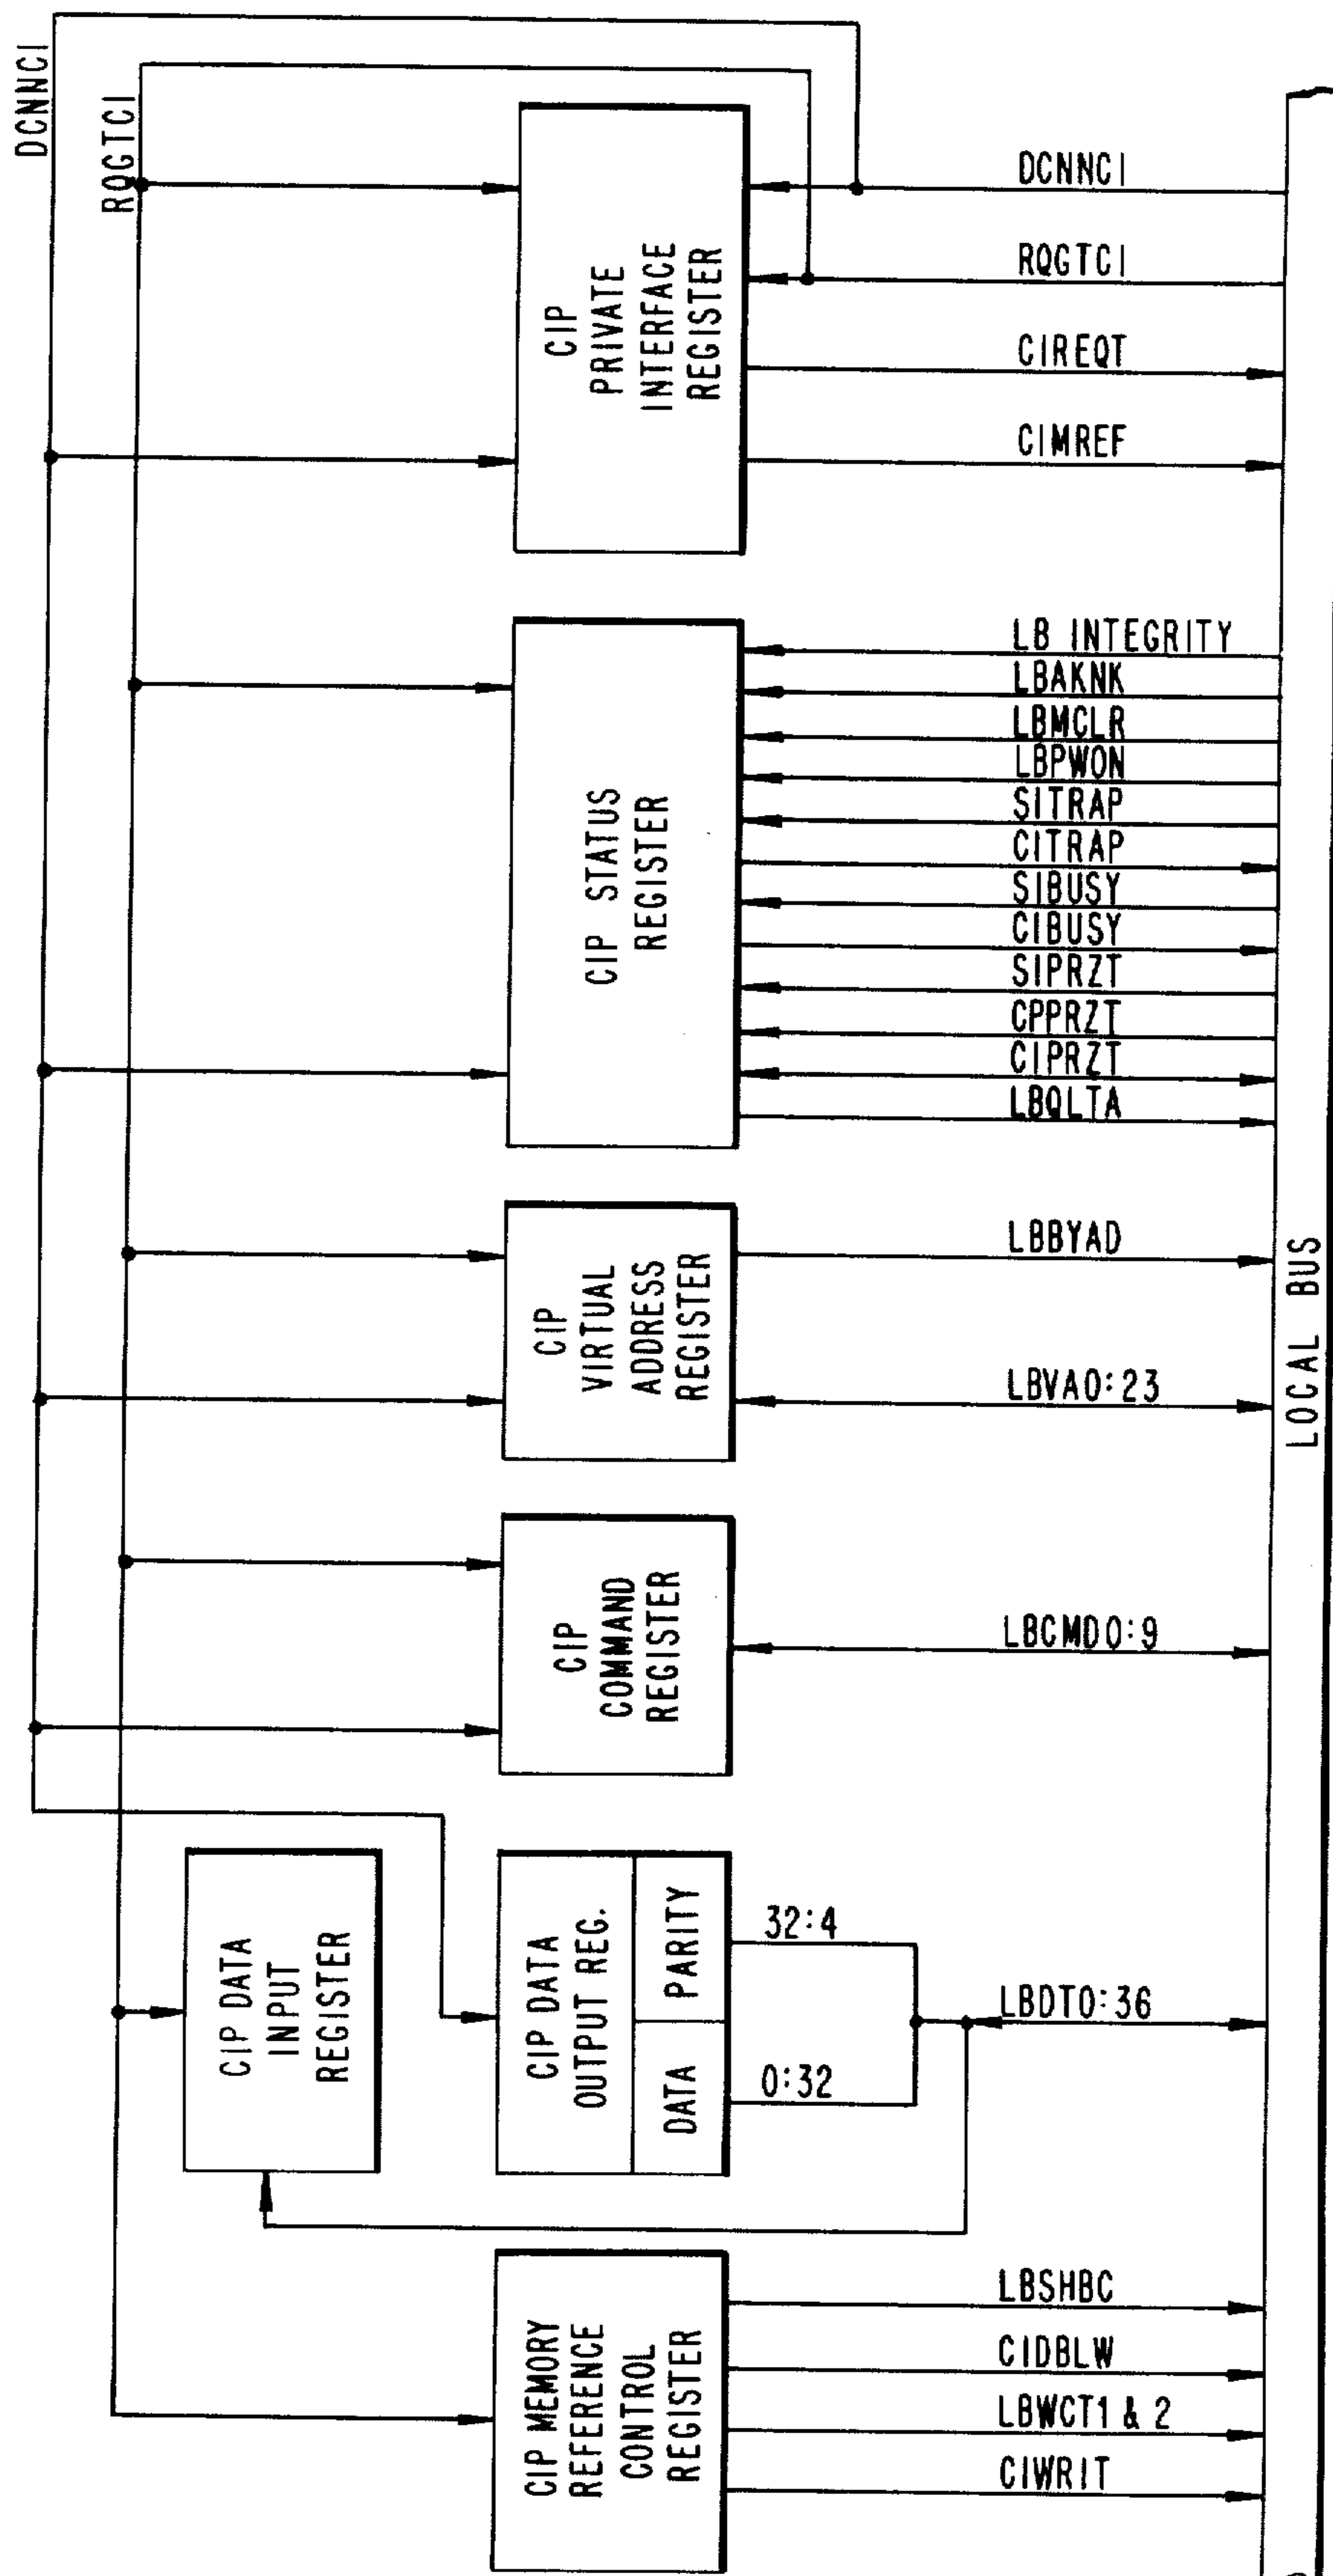 DCNNCI
RQGTCI
CIP
PRIVATE
INTERFACE
REGISTER
DCNNCI
RQGTCI
CIREQT
CIMREF
CIP STATUS
REGISTER
LB INTEGRITY
LBAKNK
LBMCLR
LBPWON
SITRAP
CITRAP
SIBUSY
CIBUSY
SIPRZT
CPPRZT
CIPRZT
LBQLTA
CIP
VIRTUAL
ADDRESS
REGISTER
LBBYAD
LBVA0:23
CIP
COMMAND
REGISTER
LBCMD0:9
CIP DATA
INPUT
REGISTER
CIP DATA
OUTPUT REG.
PARITY
DATA
32:4
0:32
LBDT0:36
CIP MEMORY
REFERENCE
CONTROL
REGISTER
LBSHBC
CIDBLW
LBWCT1 & 2
CIWRIT
LOCAL BUS